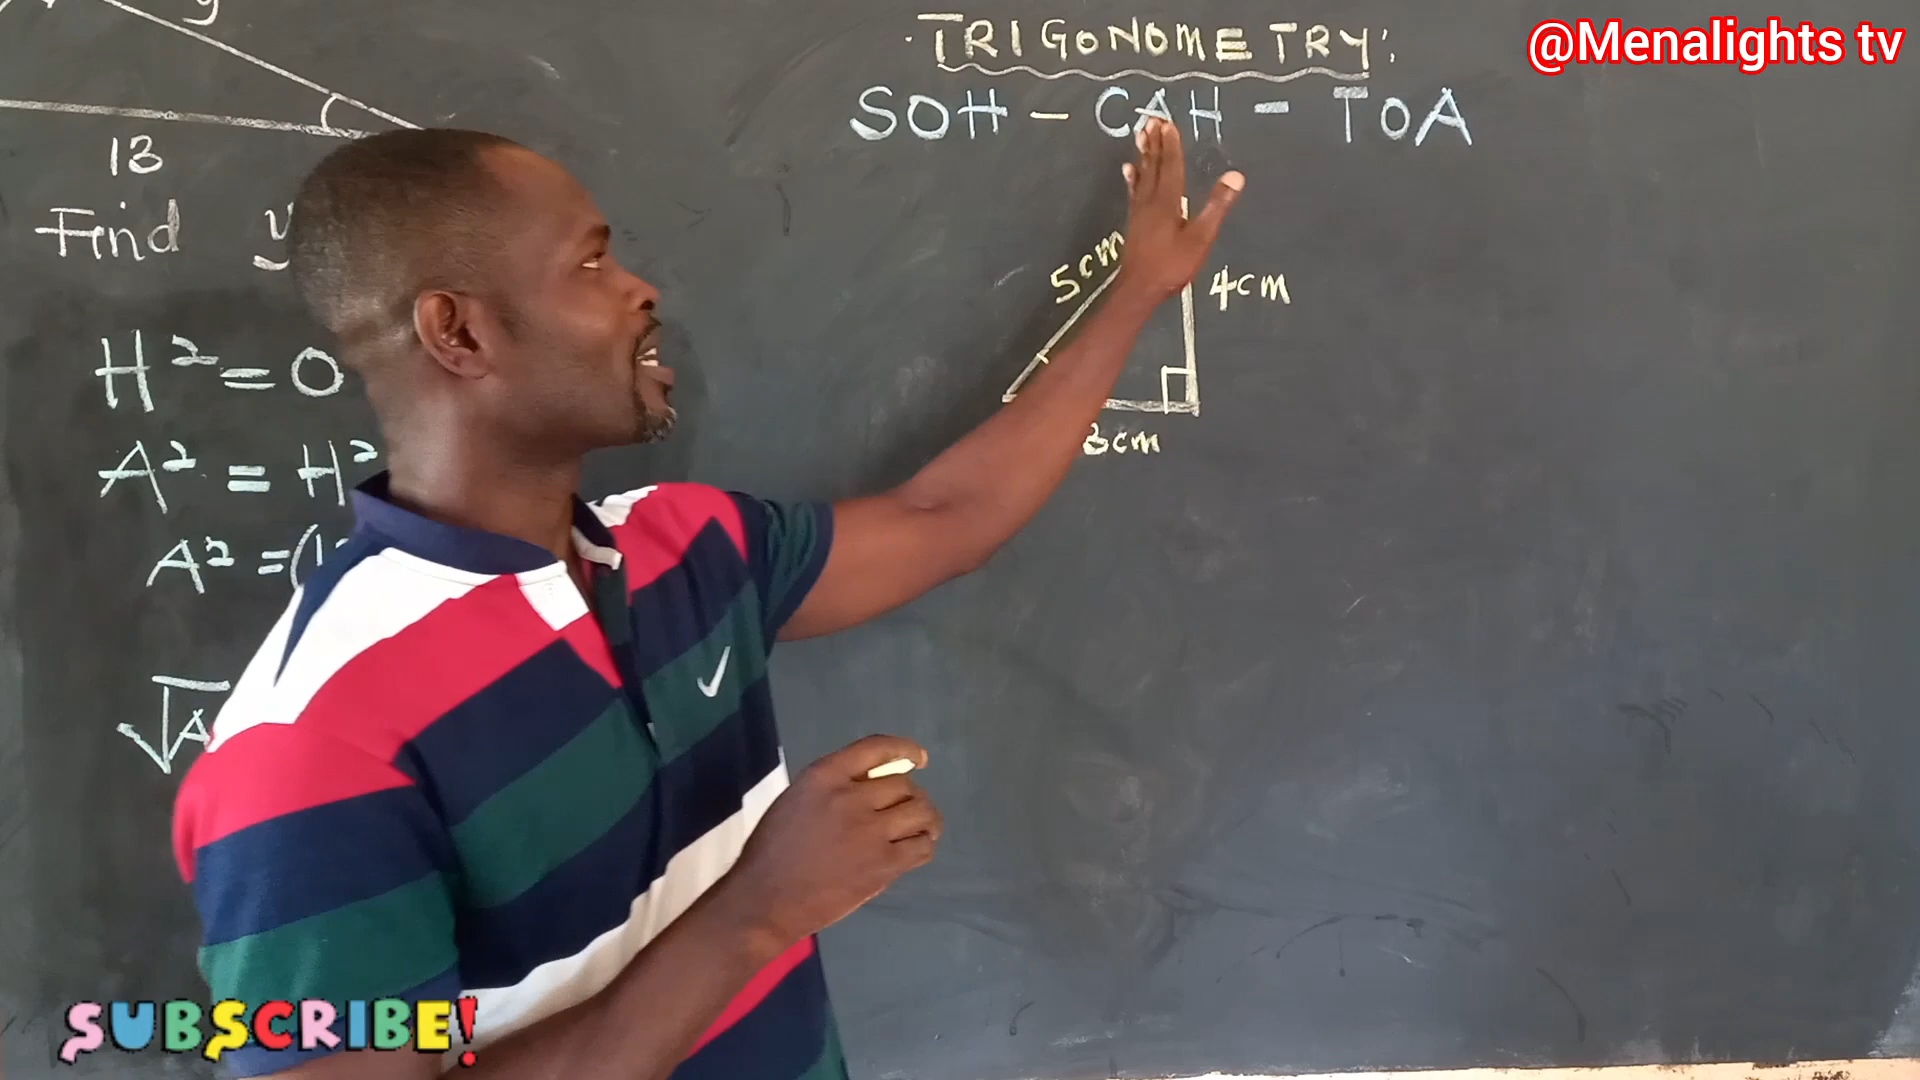 y
13
Find y
H² = O
A² = H²
A² = (1
√A
TRIGONOMETRY:
SOH - CAH - TOA
5cm
4cm
3cm
@Menalights tv
SUBSCRIBE!